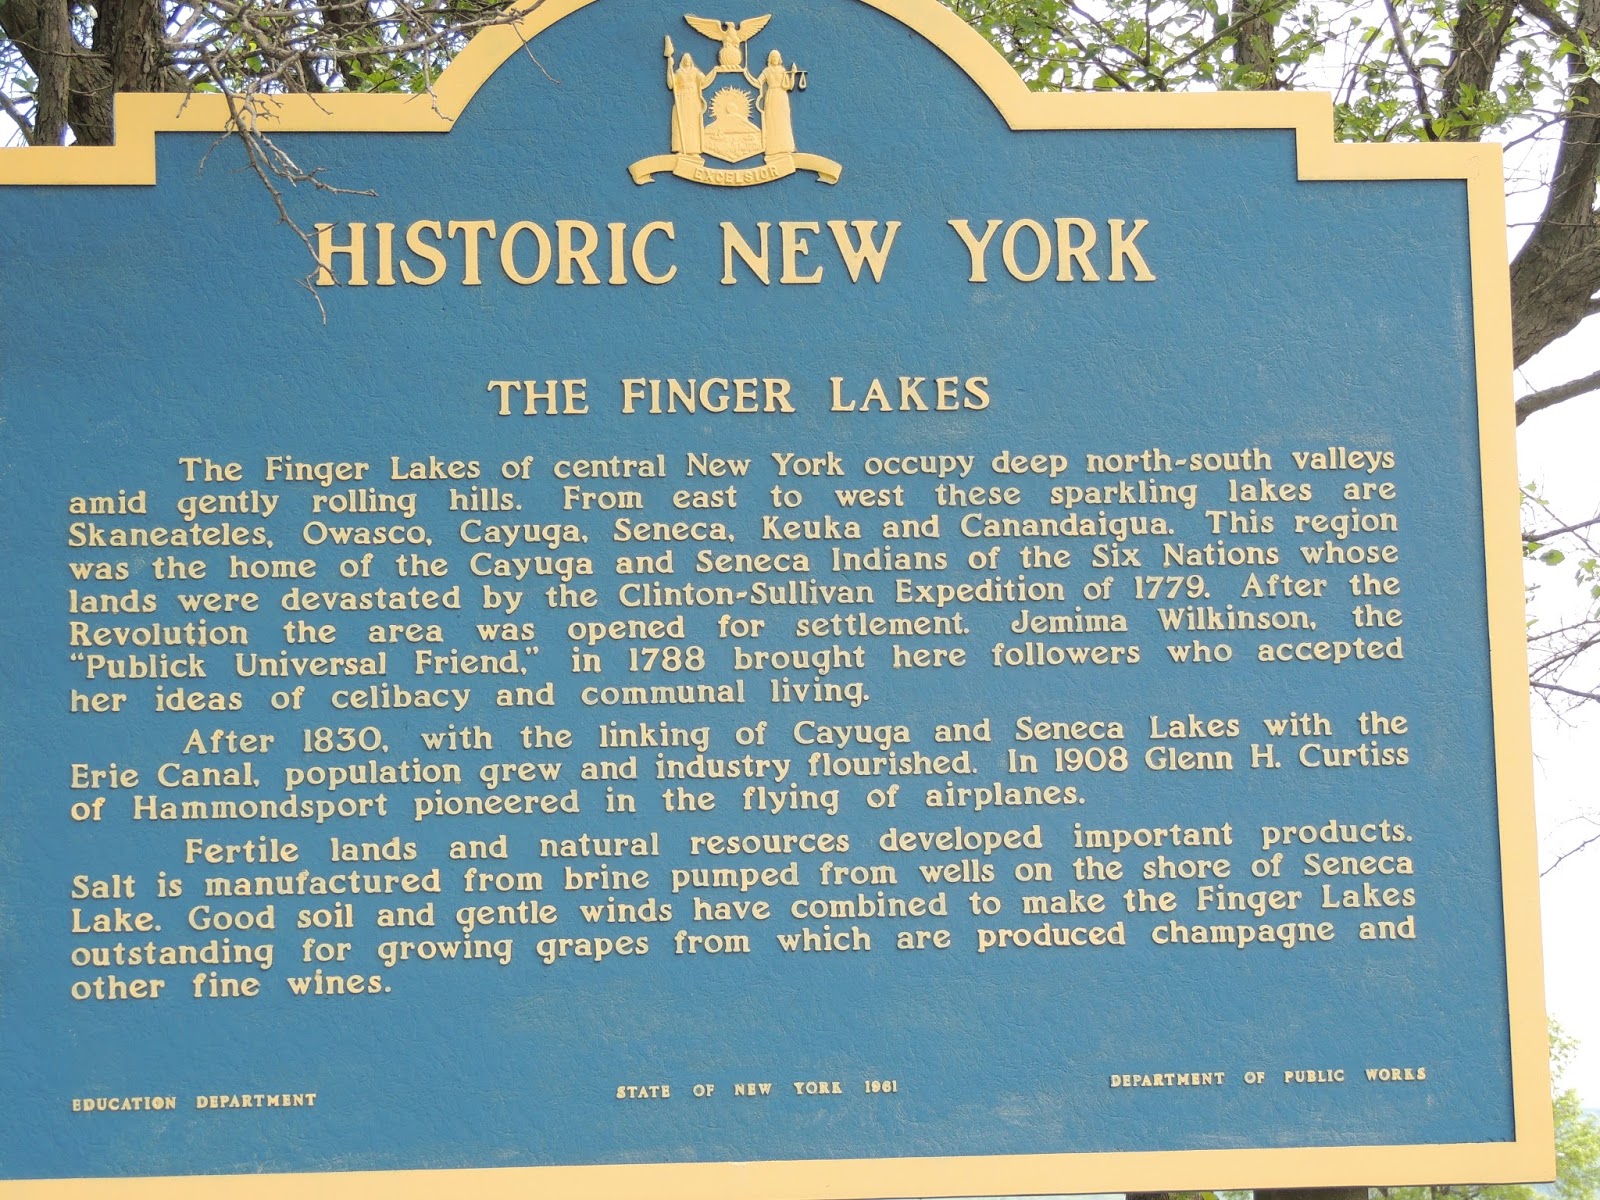 EXCELSIOR
HISTORIC NEW YORK
THE FINGER LAKES
The Finger Lakes of central New York occupy deep north-south valleys
amid gently rolling hills. From east to west these sparkling lakes are
Skaneateles, Owasco, Cayuga, Seneca, Keuka and Canandaigua. This region
was the home of the Cayuga and Seneca Indians of the Six Nations whose
lands were devastated by the Clinton-Sullivan Expedition of 1779. After the
Revolution the area was opened for settlement. Jemima Wilkinson, the
“Publick Universal Friend,” in 1788 brought here followers who accepted
her ideas of celibacy and communal living.
After 1830, with the linking of Cayuga and Seneca Lakes with the
Erie Canal, population grew and industry flourished. In 1908 Glenn H. Curtiss
of Hammondsport pioneered in the flying of airplanes.
Fertile lands and natural resources developed important products.
Salt is manufactured from brine pumped from wells on the shore of Seneca
Lake. Good soil and gentle winds have combined to make the Finger Lakes
outstanding for growing grapes from which are produced champagne and
other fine wines.
EDUCATION DEPARTMENT STATE OF NEW YORK 1961 DEPARTMENT OF PUBLIC WORKS